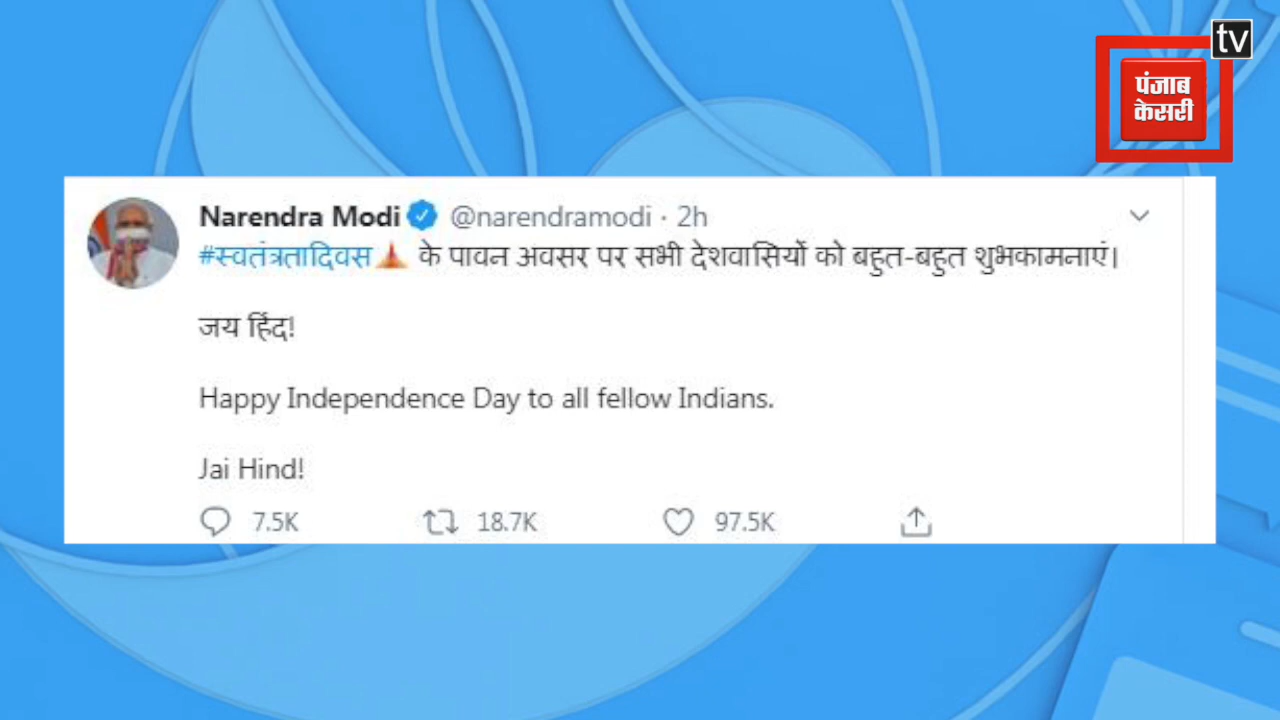 tv
पंजाब
केसरी
Narendra Modi @narendramodi · 2h
#स्वतंत्रतादिवस के पावन अवसर पर सभी देशवासियों को बहुत-बहुत शुभकामनाएं।
जय हिंद!
Happy Independence Day to all fellow Indians.
Jai Hind!
7.5K 18.7K 97.5K